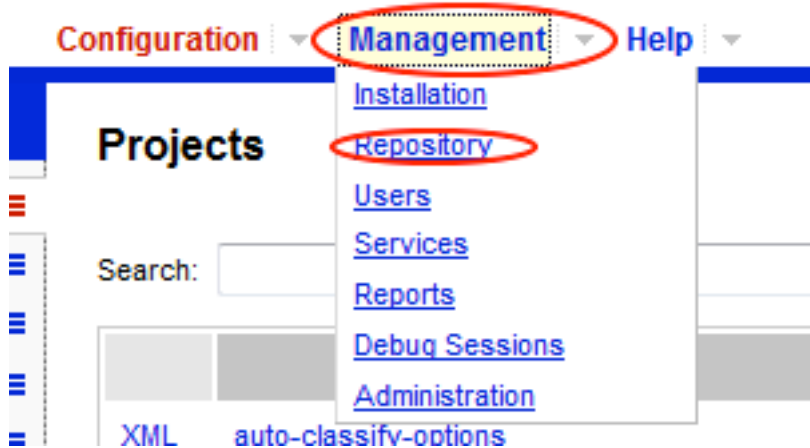 Configuration Management Help
Installation
Projects
Repository
Users
Services
Search:
Reports
Debug Sessions
Administration
XML auto-classify-options